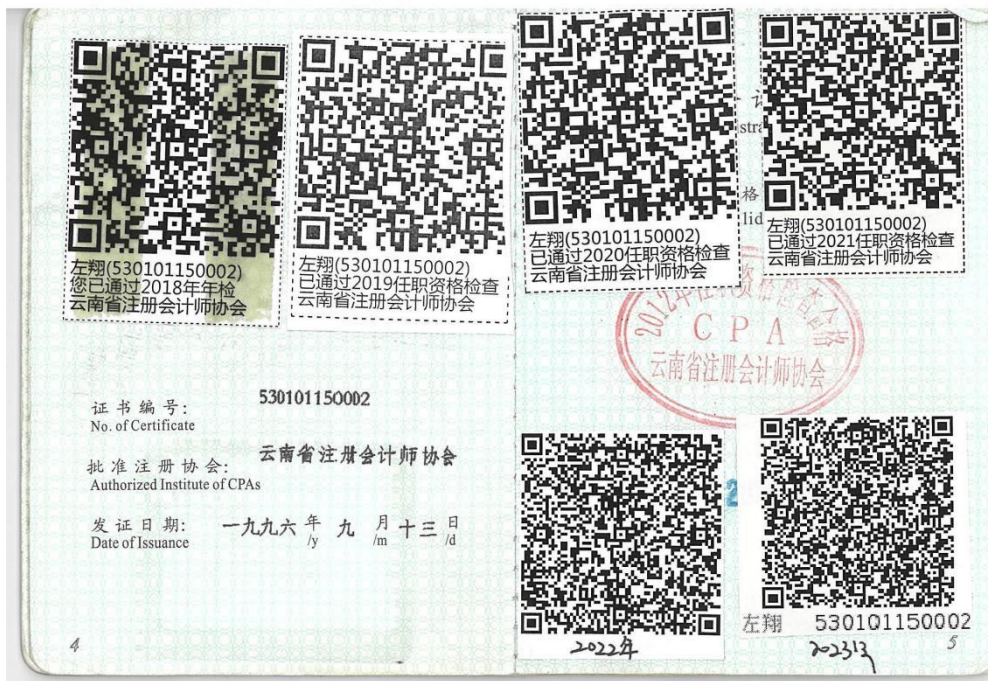 左翔(530101150002)
您已通过2018年年检
云南省注册会计师协会
左翔(530101150002)
已通过2019任职资格检查
云南省注册会计师协会
证书编号:
530101150002
No. of Certificate
批准注册协会:
云南省注册会计师协会
Authorized Institute of CPAs
发证日期: 一九九六 年 九 月 十三 日
Date of Issuance /y /m /d
4
左翔(530101150002)
已通过2020任职资格检查
云南省注册会计师协会
左翔(530101150002)
已通过2021任职资格检查
云南省注册会计师协会
格
lid
CPA
云南省注册会计师协会
2022年
左翔 530101150002
5